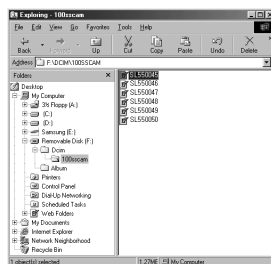 Exploring - 100sscam
File Edit View Go Favorites Tools Help
Back Forward Up Cut Copy Paste Undo Delete
Address F:\DCIM\100SSCAM
Folders
Desktop
My Computer
3½ Floppy (A:)
(C:)
(D:)
Samsung (E:)
Removable Disk (F:)
Dcim
100sscam
Album
Printers
Control Panel
Dial-Up Networking
Scheduled Tasks
Web Folders
My Documents
Internet Explorer
Network Neighborhood
Recycle Bin
SL550045
SL550046
SL550047
SL550048
SL550049
SL550050
1 object(s) selected 1.27MB My Computer